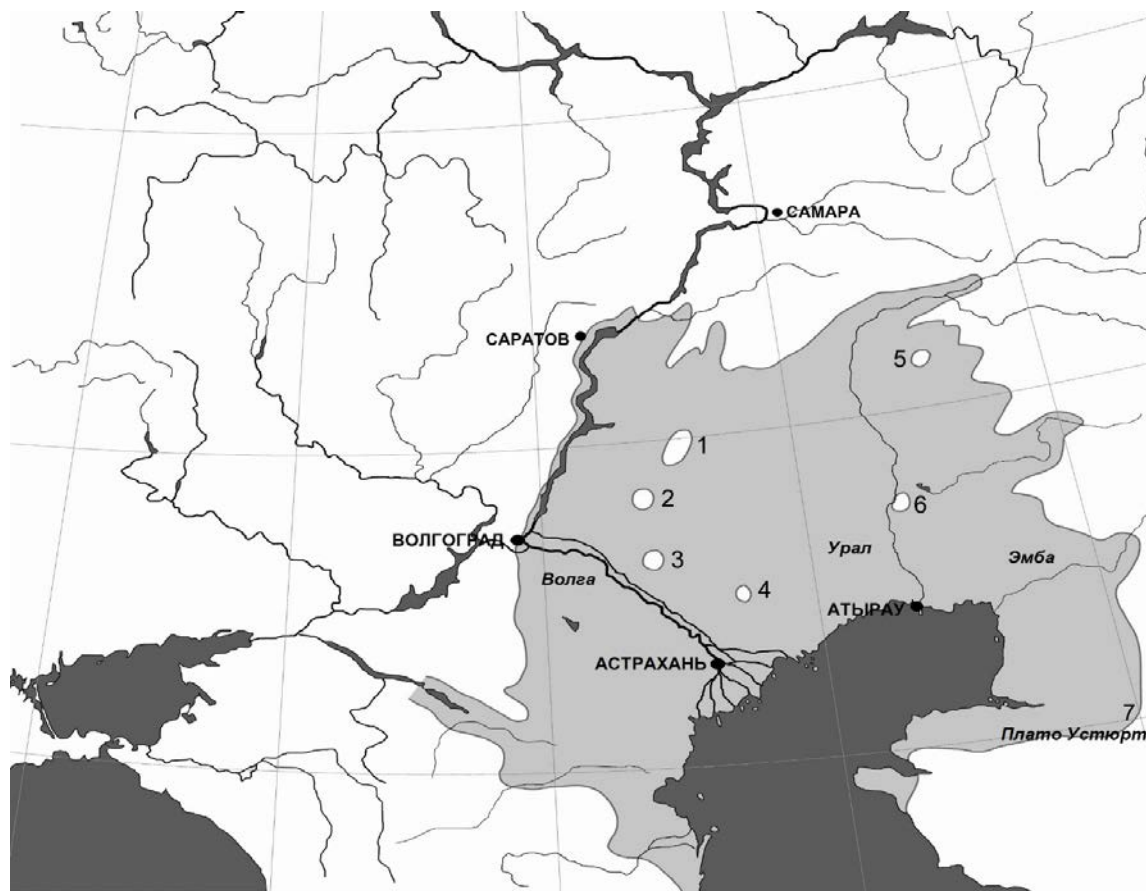 САМАРА
САРАТОВ
5
1
2
6
ВОЛГОГРАД
Урал
Эмба
3
Волга
4
АТЫРАУ
АСТРАХАНЬ
7
Плато Устюрт